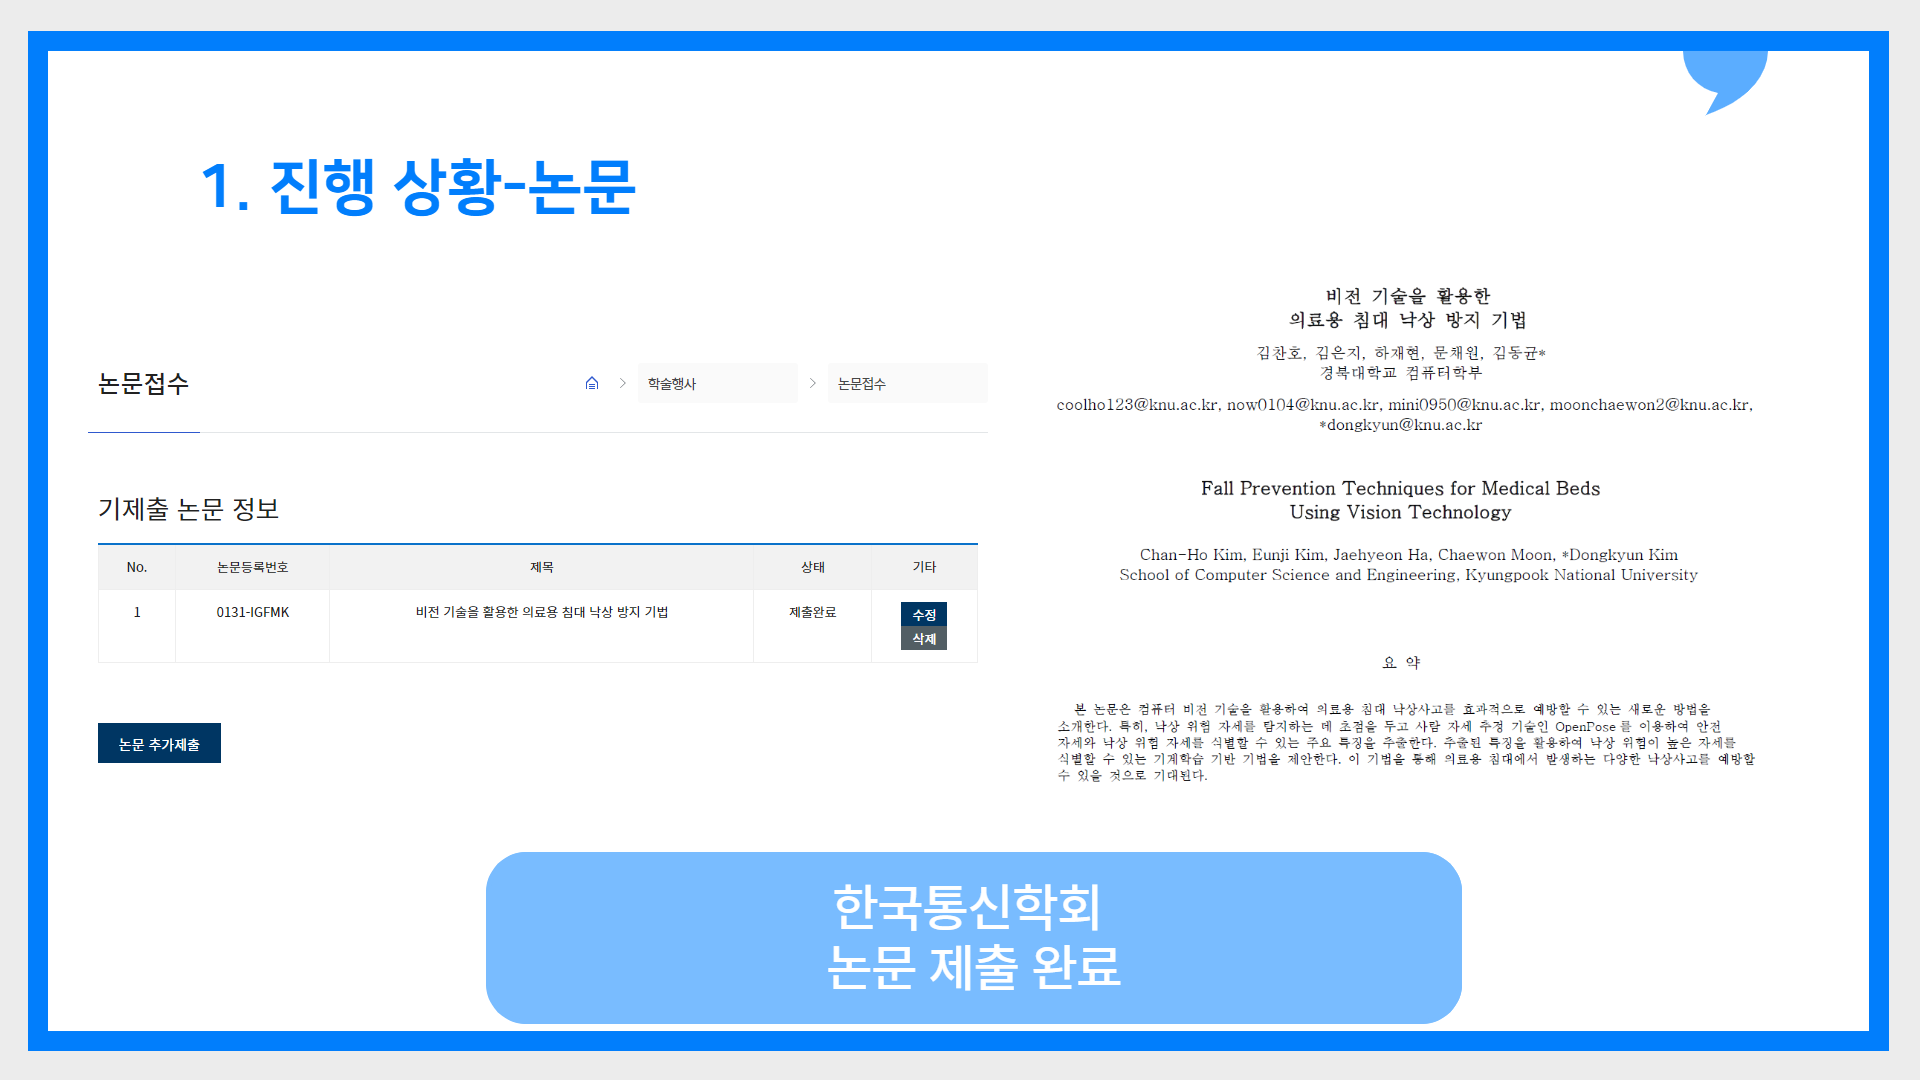 1. 진행 상황-논문
논문접수
학술행사
논문접수
기제출 논문 정보
No. 논문등록번호 제목 상태 기타
1 0131-IGFMK 비전 기술을 활용한 의료용 침대 낙상 방지 기법 제출완료 수정
삭제
논문 추가제출
비전 기술을 활용한
의료용 침대 낙상 방지 기법
김찬호, 김은지, 하재현, 문채원, 김동균*
경북대학교 컴퓨터학부
coolho123@knu.ac.kr, now0104@knu.ac.kr, mini0950@knu.ac.kr, moonchaewon2@knu.ac.kr,
*dongkyun@knu.ac.kr
Fall Prevention Techniques for Medical Beds
Using Vision Technology
Chan-Ho Kim, Eunji Kim, Jaehyeon Ha, Chaewon Moon, *Dongkyun Kim
School of Computer Science and Engineering, Kyungpook National University
요 약
본 논문은 컴퓨터 비전 기술을 활용하여 의료용 침대 낙상사고를 효과적으로 예방할 수 있는 새로운 방법을
소개한다. 특히, 낙상 위험 자세를 탐지하는 데 초점을 두고 사람 자세 추정 기술인 OpenPose를 이용하여 안전
자세와 낙상 위험 자세를 식별할 수 있는 주요 특징을 추출한다. 추출된 특징을 활용하여 낙상 위험이 높은 자세를
식별할 수 있는 기계학습 기반 기법을 제안한다. 이 기법을 통해 의료용 침대에서 발생하는 다양한 낙상사고를 예방할
수 있을 것으로 기대된다.
한국통신학회
논문 제출 완료